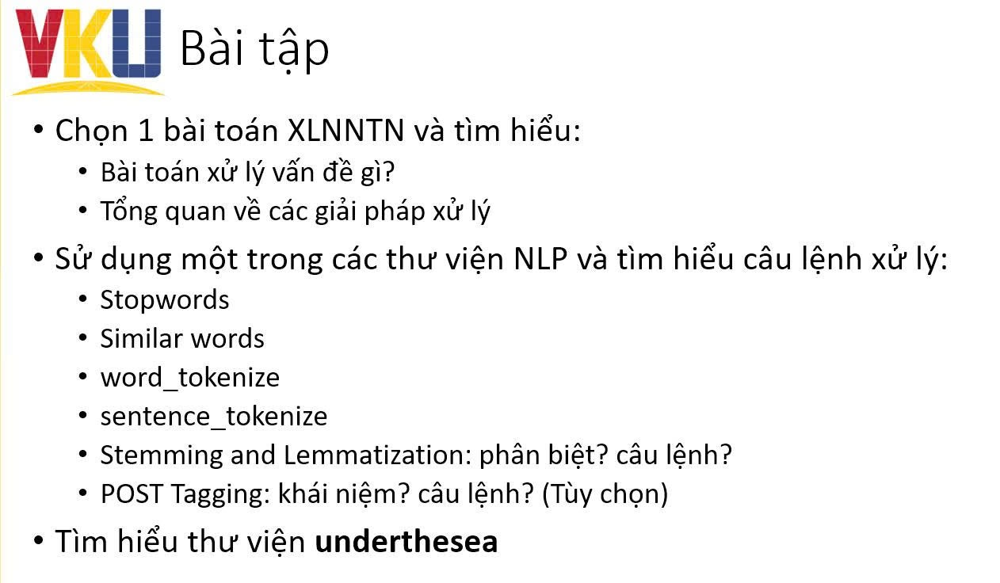 VKU
Bài tập
• Chọn 1 bài toán XLNNTN và tìm hiểu:
• Bài toán xử lý vấn đề gì?
• Tổng quan về các giải pháp xử lý
• Sử dụng một trong các thư viện NLP và tìm hiểu câu lệnh xử lý:
• Stopwords
• Similar words
• word_tokenize
• sentence_tokenize
• Stemming and Lemmatization: phân biệt? câu lệnh?
• POST Tagging: khái niệm? câu lệnh? (Tùy chọn)
• Tìm hiểu thư viện underthesea